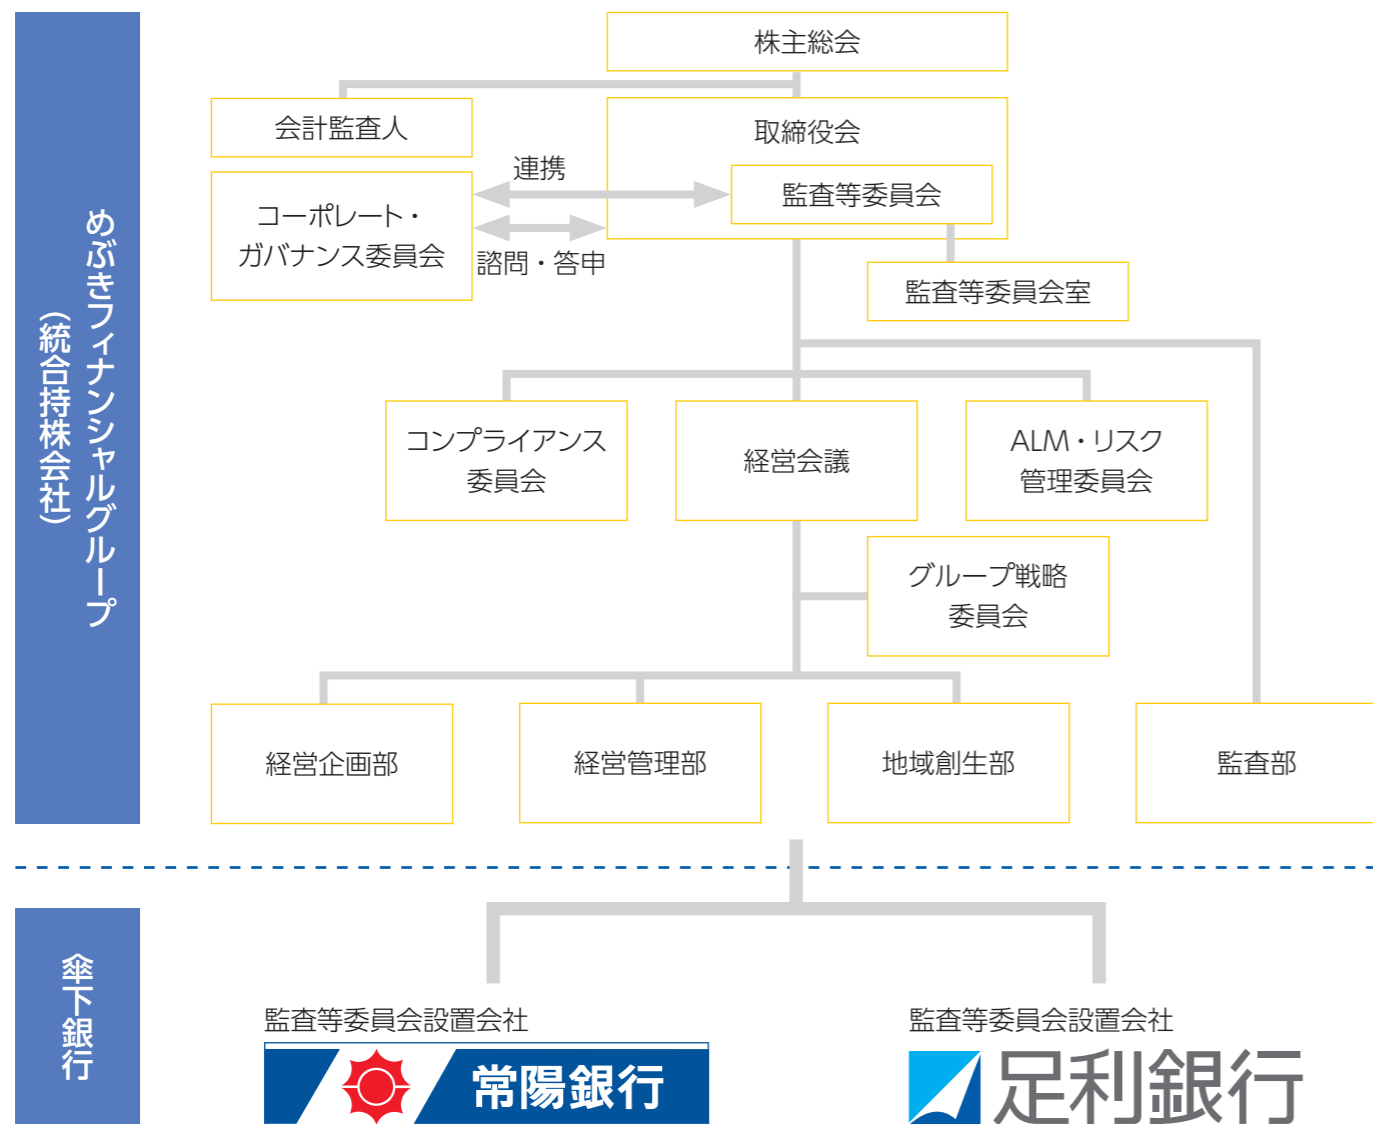 めぶきフィナンシャルグループ
（統合持株会社）
株主総会
会計監査人
取締役会
連携
監査等委員会
コーポレート・
ガバナンス委員会
諮問・答申
監査等委員会室
コンプライアンス
委員会
経営会議
ALM・リスク
管理委員会
グループ戦略
委員会
経営企画部
経営管理部
地域創生部
監査部
傘下銀行
監査等委員会設置会社
常陽銀行
監査等委員会設置会社
足利銀行